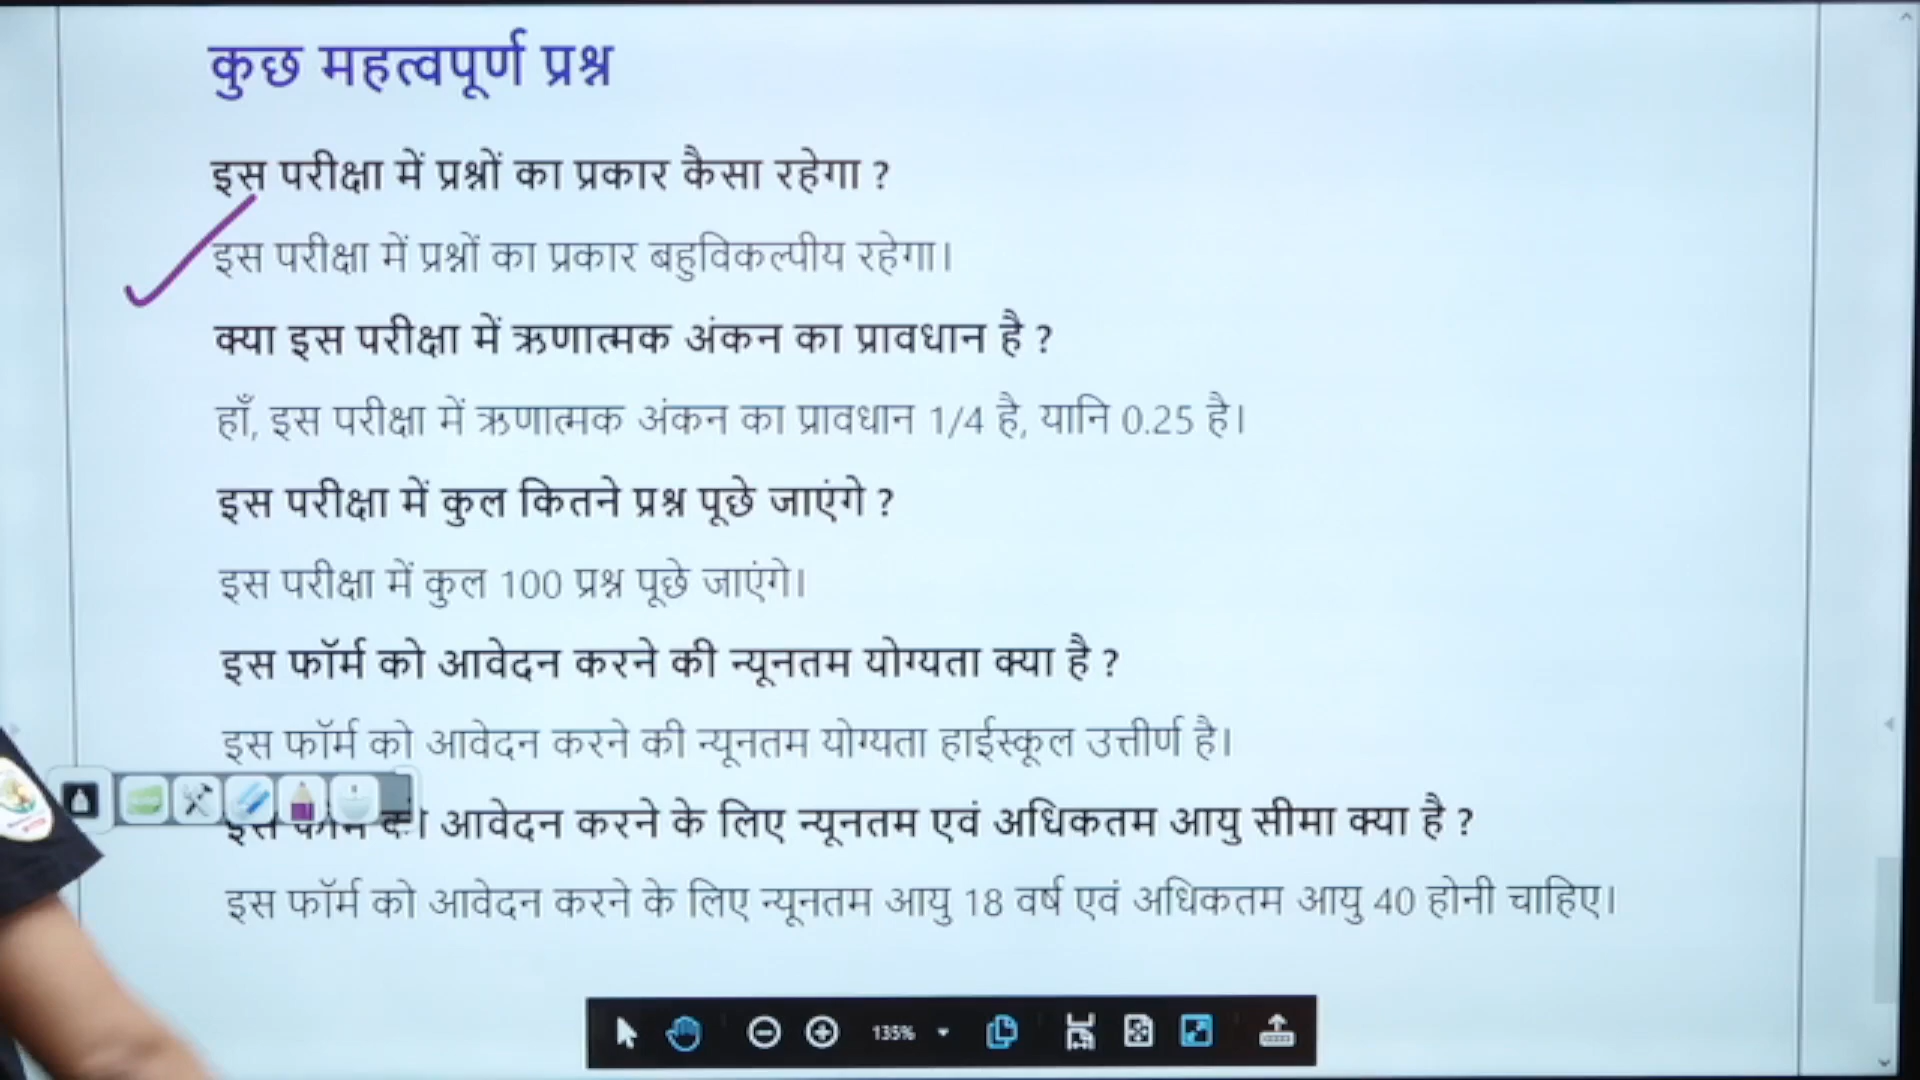 कुछ महत्वपूर्ण प्रश्न
इस परीक्षा में प्रश्नों का प्रकार कैसा रहेगा ?
इस परीक्षा में प्रश्नों का प्रकार बहुविकल्पीय रहेगा।
क्या इस परीक्षा में ऋणात्मक अंकन का प्रावधान है ?
हाँ, इस परीक्षा में ऋणात्मक अंकन का प्रावधान 1/4 है, यानि 0.25 है।
इस परीक्षा में कुल कितने प्रश्न पूछे जाएंगे ?
इस परीक्षा में कुल 100 प्रश्न पूछे जाएंगे।
इस फॉर्म को आवेदन करने की न्यूनतम योग्यता क्या है ?
इस फॉर्म को आवेदन करने की न्यूनतम योग्यता हाईस्कूल उत्तीर्ण है।
इस फॉर्म को आवेदन करने के लिए न्यूनतम एवं अधिकतम आयु सीमा क्या है ?
इस फॉर्म को आवेदन करने के लिए न्यूनतम आयु 18 वर्ष एवं अधिकतम आयु 40 होनी चाहिए।
135%